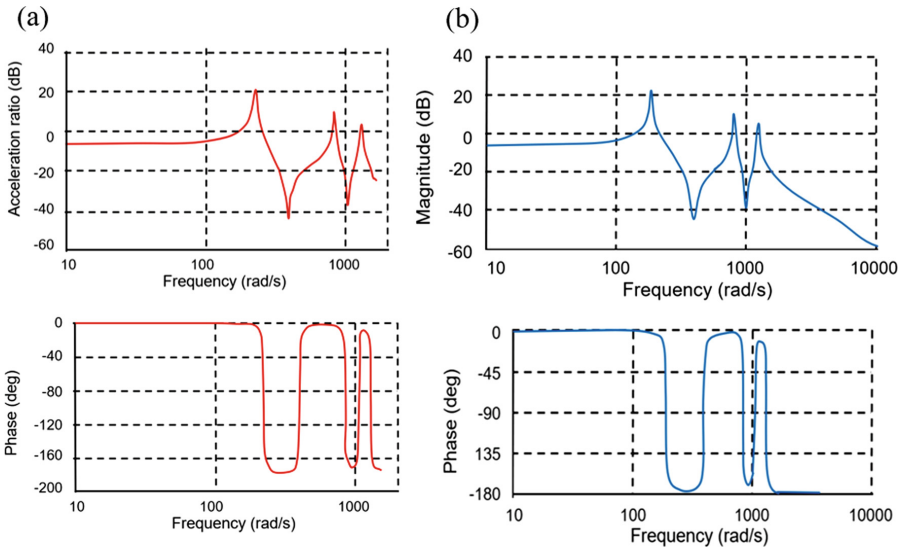 (a)
Acceleration ratio (dB)
40
20
0
-20
-40
-60
10 100 1000
Frequency (rad/s)
Phase (deg)
0
-40
-80
-120
-160
-200
10 100 1000
Frequency (rad/s)
(b)
Magnitude (dB)
40
20
0
-20
-40
-60
10 100 1000 10000
Frequency (rad/s)
Phase (deg)
0
-45
-90
-135
-180
10 100 1000 10000
Frequency (rad/s)